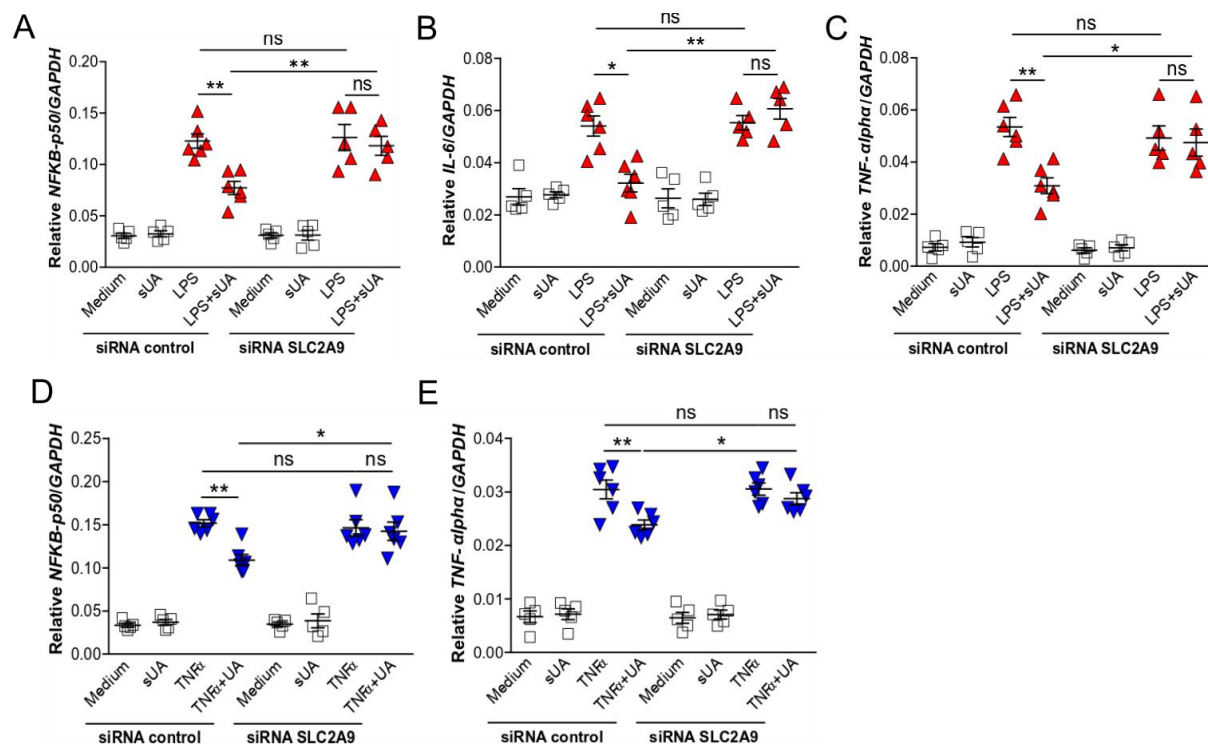 A
Relative NFKB-p50/GAPDH
0.20
0.15
0.10
0.05
0.00
ns
**
**
ns
Medium
sUA
LPS
LPS+sUA
Medium
sUA
LPS
LPS+sUA
siRNA control
siRNA SLC2A9
B
Relative IL-6/GAPDH
0.08
0.06
0.04
0.02
0.00
ns
**
*
ns
Medium
sUA
LPS
LPS+sUA
Medium
sUA
LPS
LPS+sUA
siRNA control
siRNA SLC2A9
C
Relative TNF-alpha/GAPDH
0.08
0.06
0.04
0.02
0.00
ns
*
**
ns
Medium
sUA
LPS
LPS+sUA
Medium
sUA
LPS
LPS+sUA
siRNA control
siRNA SLC2A9
D
Relative NFKB-p50/GAPDH
0.25
0.20
0.15
0.10
0.05
0.00
*
ns
ns
**
Medium
sUA
TNFα
TNFα+UA
Medium
sUA
TNFα
TNFα+UA
siRNA control
siRNA SLC2A9
E
Relative TNF-alpha/GAPDH
0.04
0.03
0.02
0.01
0.00
ns
ns
**
*
Medium
sUA
TNFα
TNFα+UA
Medium
sUA
TNFα
TNFα+UA
siRNA control
siRNA SLC2A9